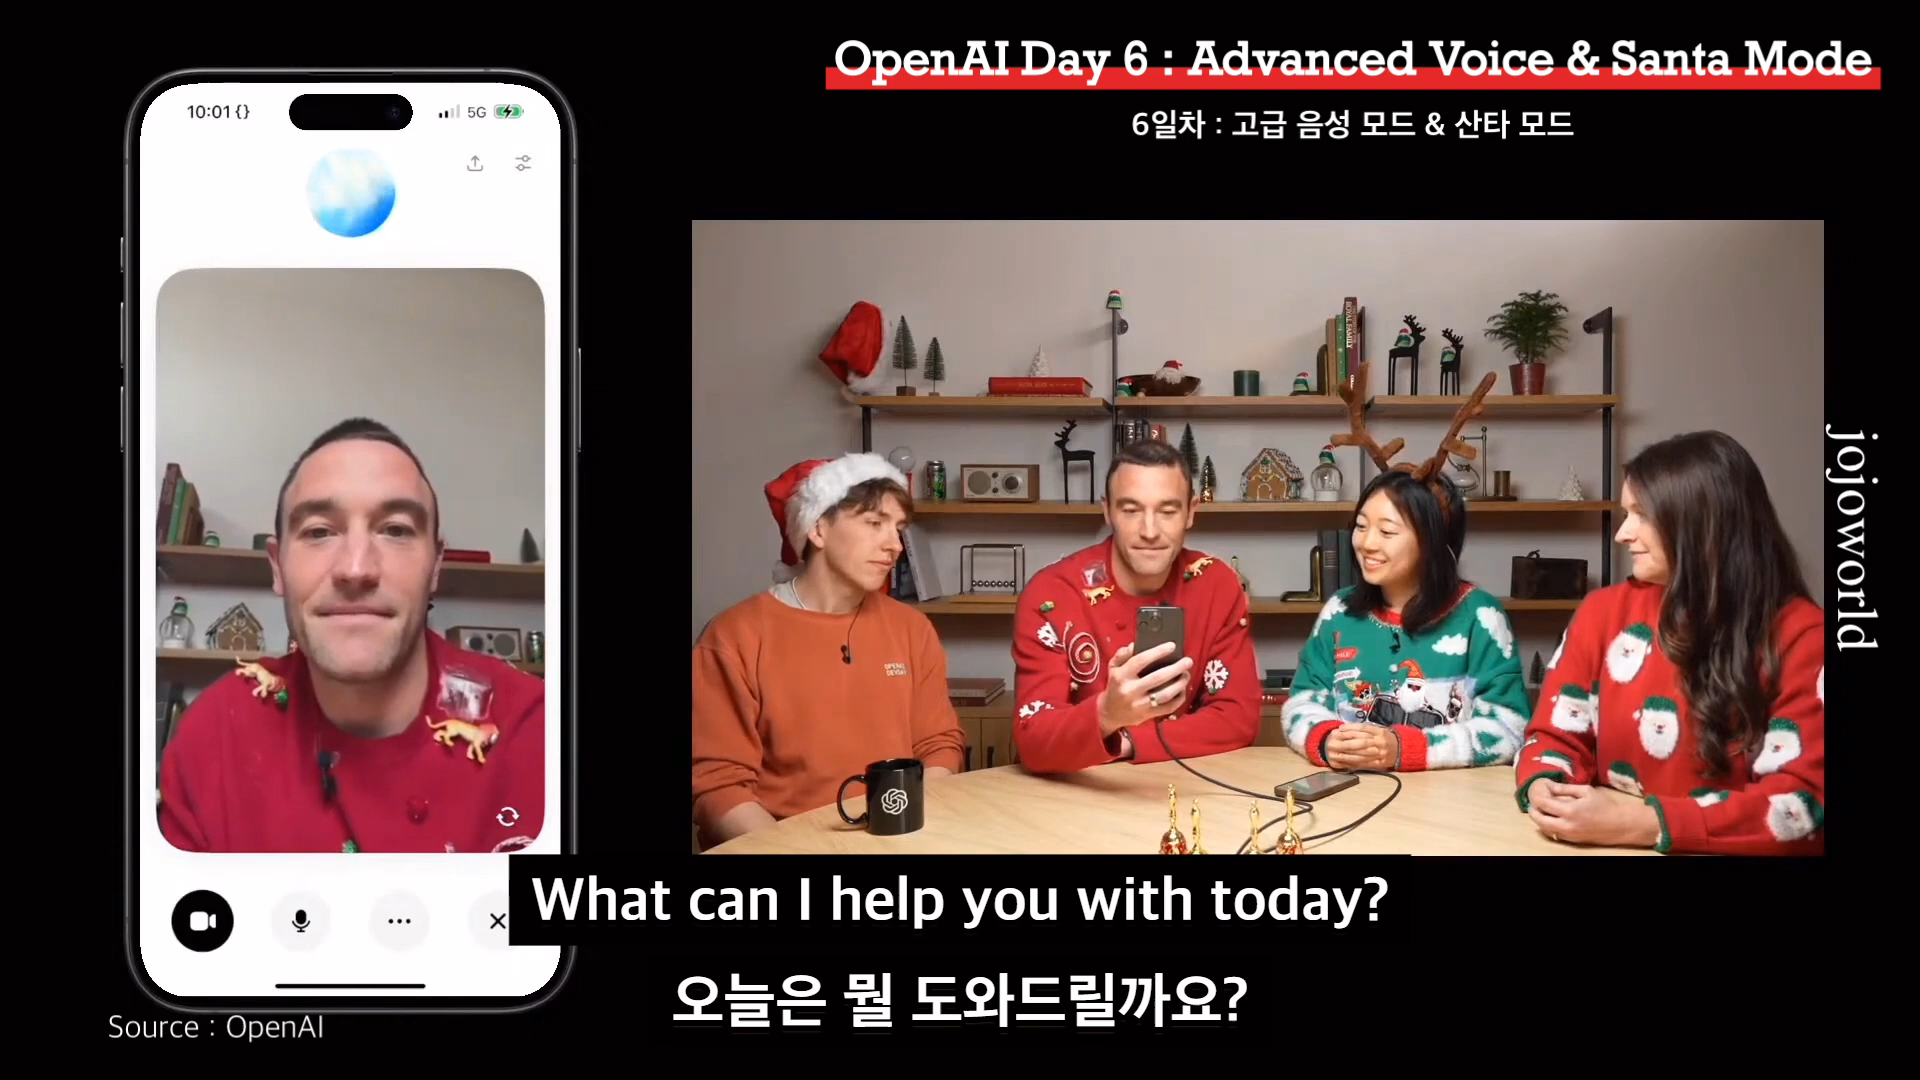 OpenAI Day 6 : Advanced Voice & Santa Mode
6일차 : 고급 음성 모드 & 산타 모드
10:01 {}
5G
ROYAL FAMILY
jojoworld
What can I help you with today?
오늘은 뭘 도와드릴까요?
Source : OpenAI